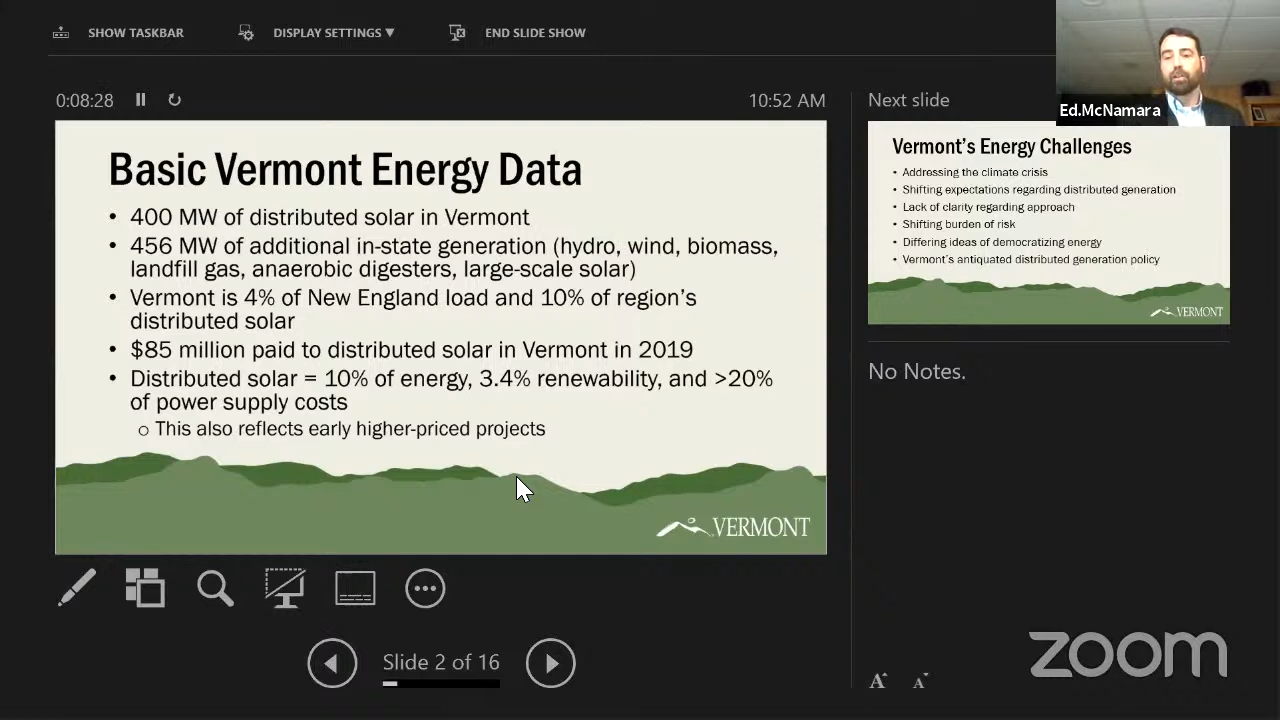 SHOW TASKBAR
DISPLAY SETTINGS ▼
END SLIDE SHOW
Ed.McNamara
0:08:28
10:52 AM
Next slide
Basic Vermont Energy Data
• 400 MW of distributed solar in Vermont
• 456 MW of additional in-state generation (hydro, wind, biomass,
landfill gas, anaerobic digesters, large-scale solar)
• Vermont is 4% of New England load and 10% of region's
distributed solar
• $85 million paid to distributed solar in Vermont in 2019
• Distributed solar = 10% of energy, 3.4% renewability, and >20%
of power supply costs
o This also reflects early higher-priced projects
VERMONT
Vermont's Energy Challenges
• Addressing the climate crisis
• Shifting expectations regarding distributed generation
• Lack of clarity regarding approach
• Shifting burden of risk
• Differing ideas of democratizing energy
• Vermont's antiquated distributed generation policy
VERMONT
No Notes.
Slide 2 of 16
A A
zoom